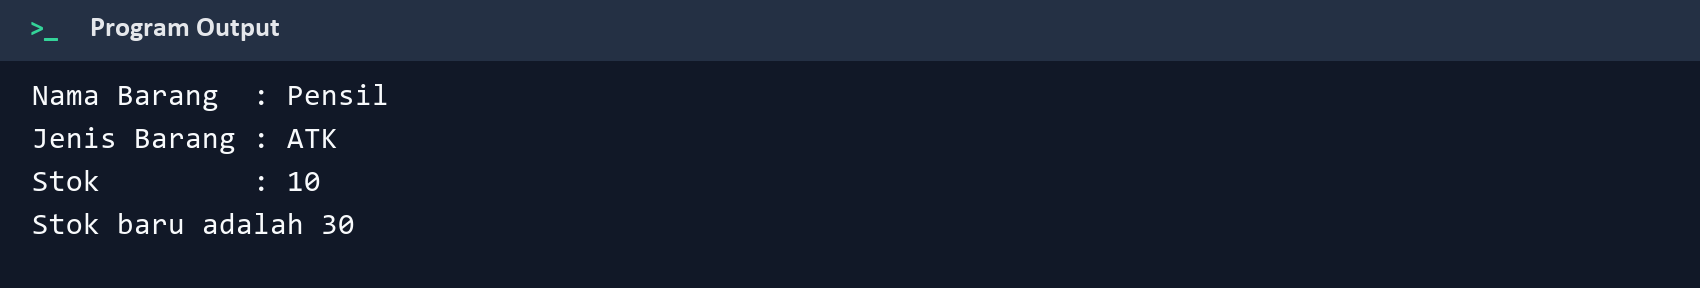 >_ Program Output
Nama Barang  : Pensil
Jenis Barang : ATK
Stok         : 10
Stok baru adalah 30